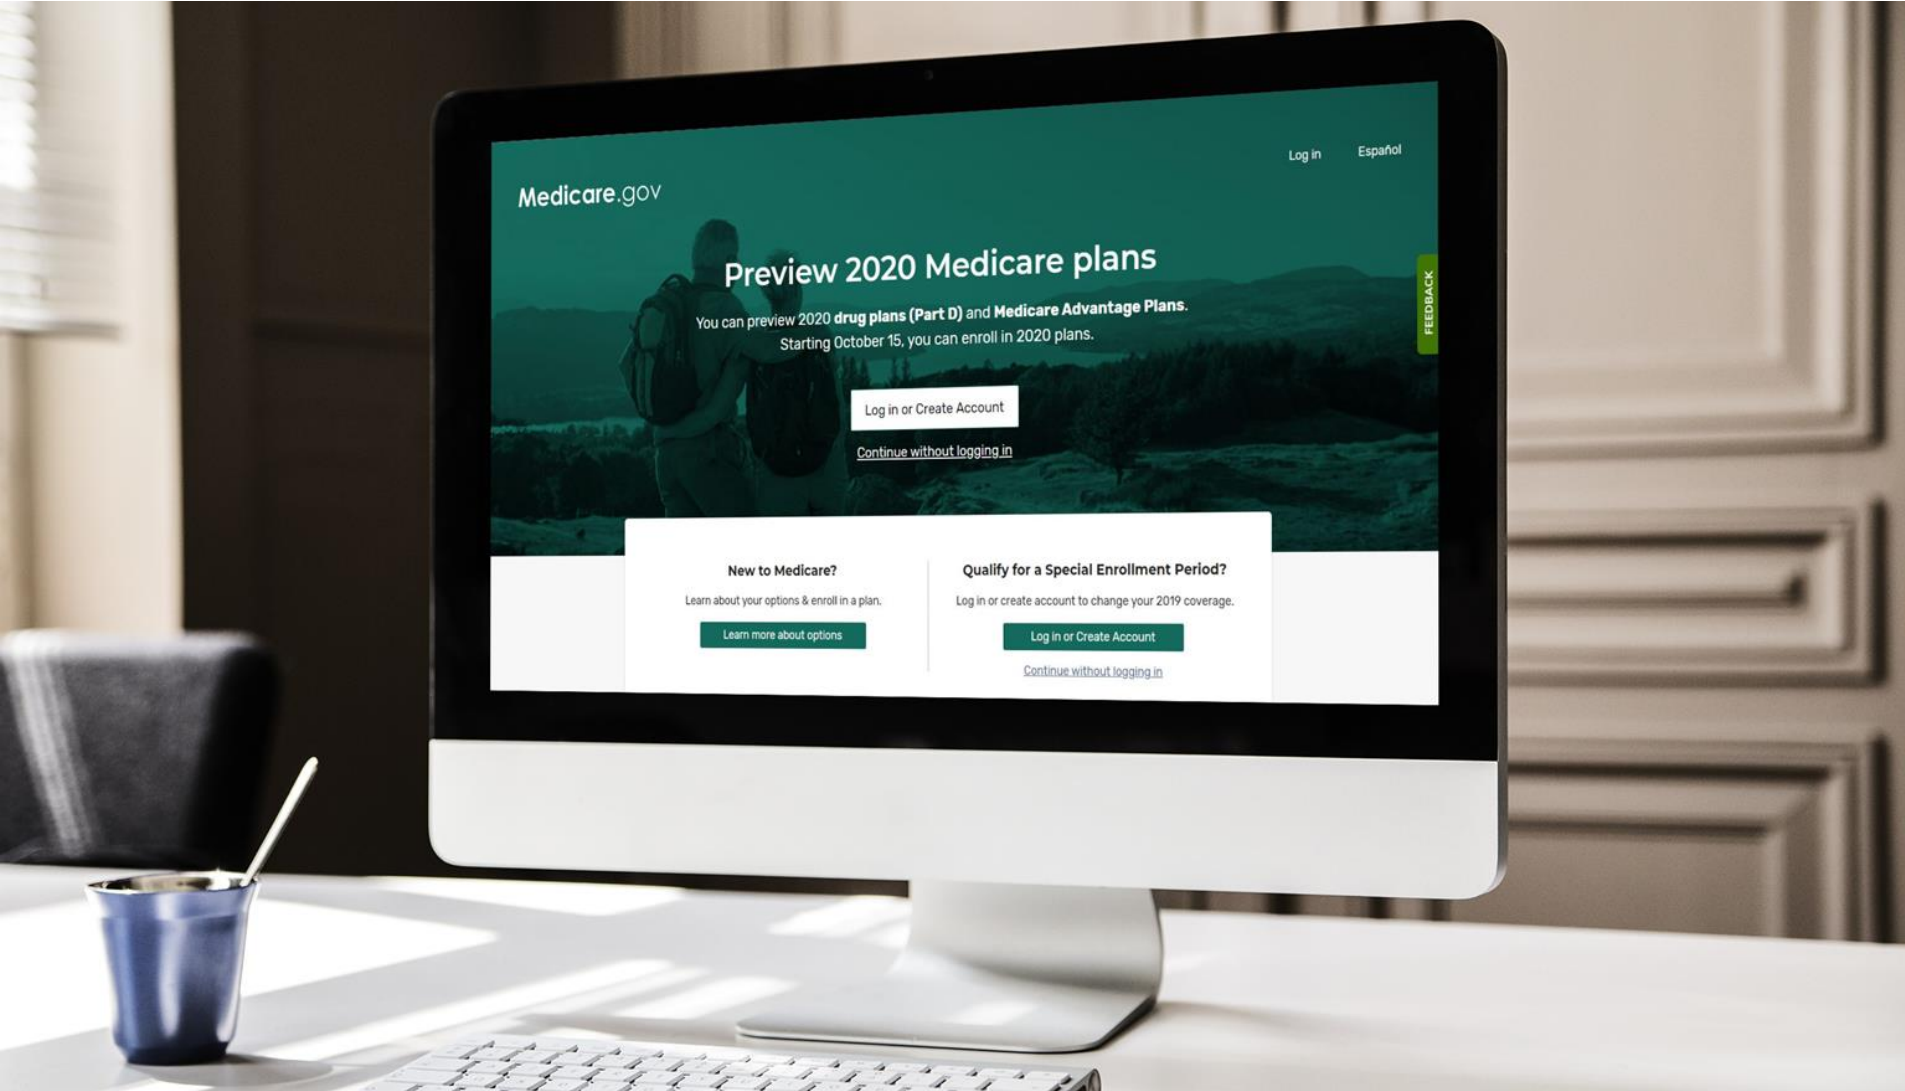 Log in Español
Medicare.gov
Preview 2020 Medicare plans
You can preview 2020 drug plans (Part D) and Medicare Advantage Plans.
Starting October 15, you can enroll in 2020 plans.
FEEDBACK
Log in or Create Account
Continue without logging in
New to Medicare?
Learn about your options & enroll in a plan.
Learn more about options
Qualify for a Special Enrollment Period?
Log in or create account to change your 2019 coverage.
Log in or Create Account
Continue without logging in